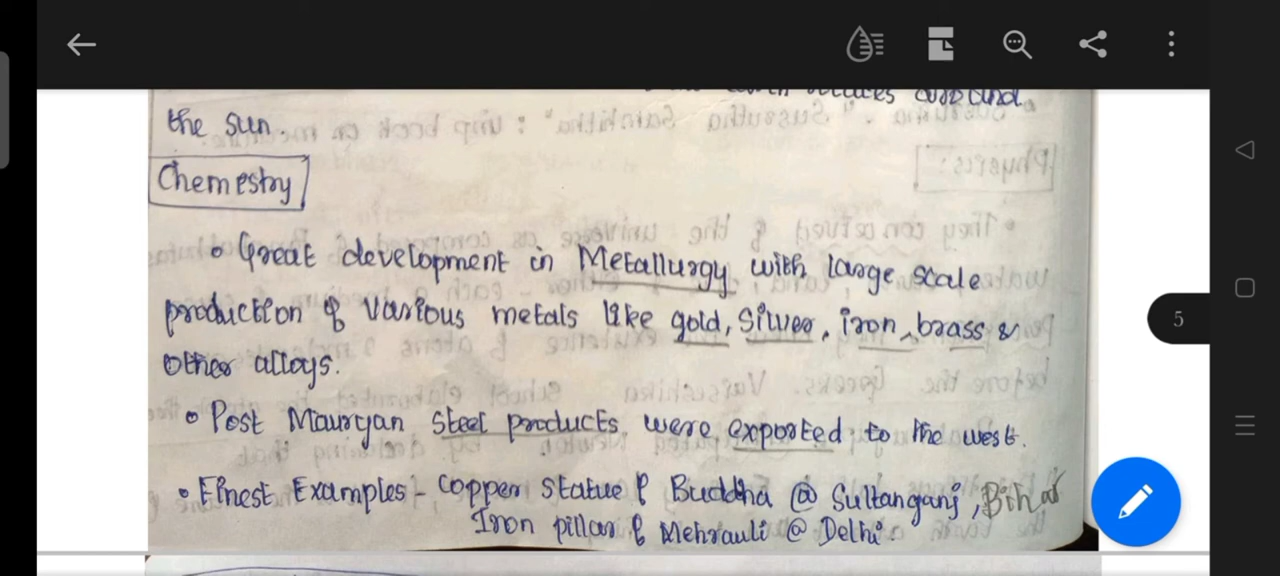 the sun.
Chemestry
• Great development in Metallurgy with large scale
production of various metals like gold, silver, iron, brass &
other alloys.
• Post Mauryan steel products were exported to the west.
• Finest Examples - copper statue of Buddha @ Sultanganj, Bihar
Iron pillar of Mehrauli @ Delhi.
5